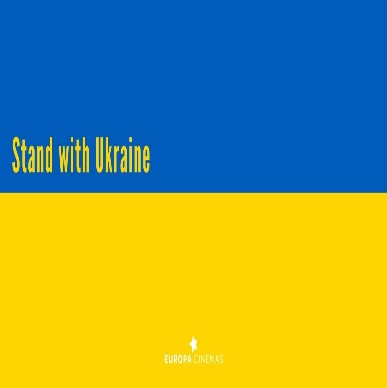 Stand with Ukraine
EUROPA CINEMAS